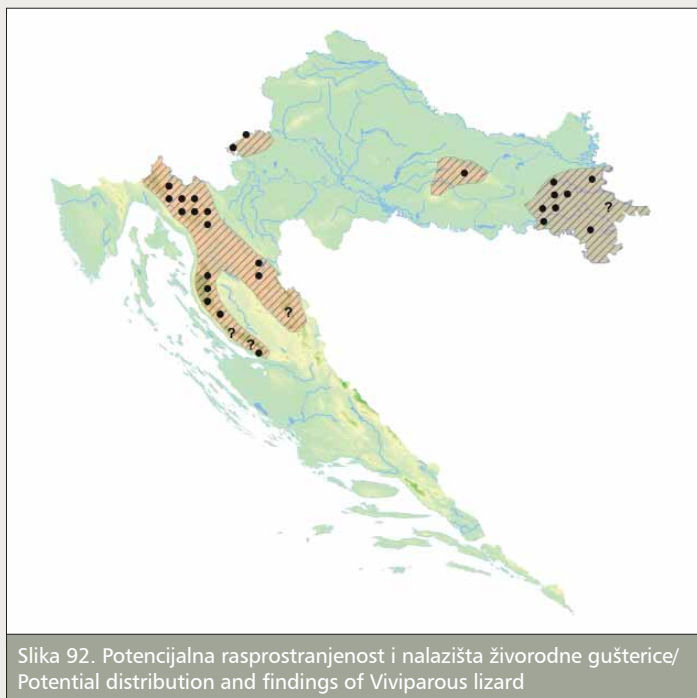 ?
?
?
?
Slika 92. Potencijalna rasprostranjenost i nalazišta živorodne gušterice/
Potential distribution and findings of Viviparous lizard